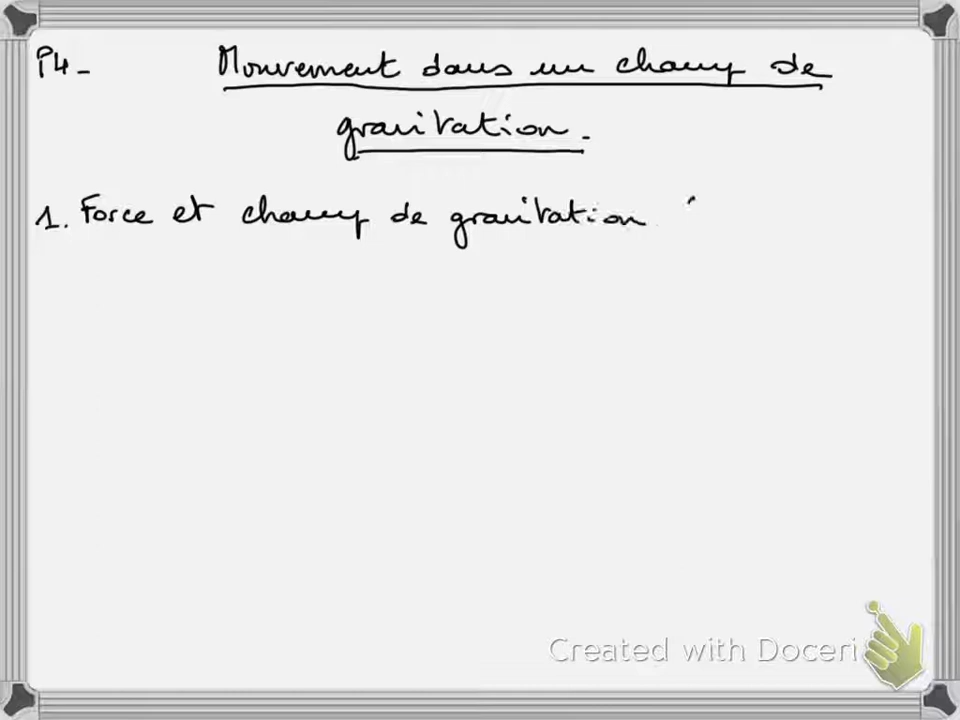 P4- Mouvement dans un champ de
gravitation.
1. Force et champ de gravitation
Created with Doceri